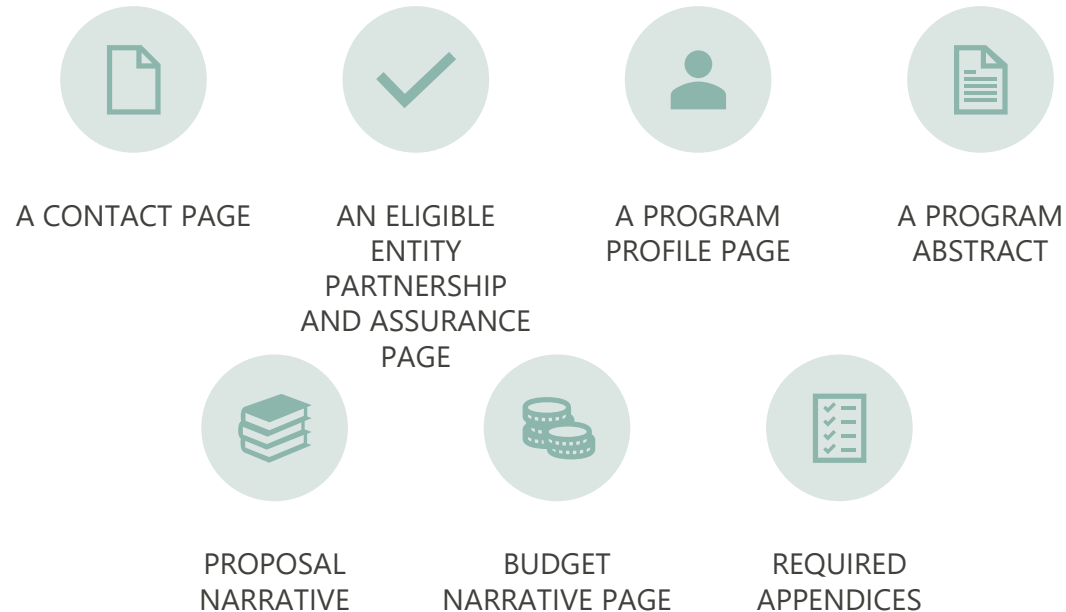 A CONTACT PAGE
AN ELIGIBLE
ENTITY
PARTNERSHIP
AND ASSURANCE
PAGE
A PROGRAM
PROFILE PAGE
A PROGRAM
ABSTRACT
PROPOSAL
NARRATIVE
BUDGET
NARRATIVE PAGE
REQUIRED
APPENDICES